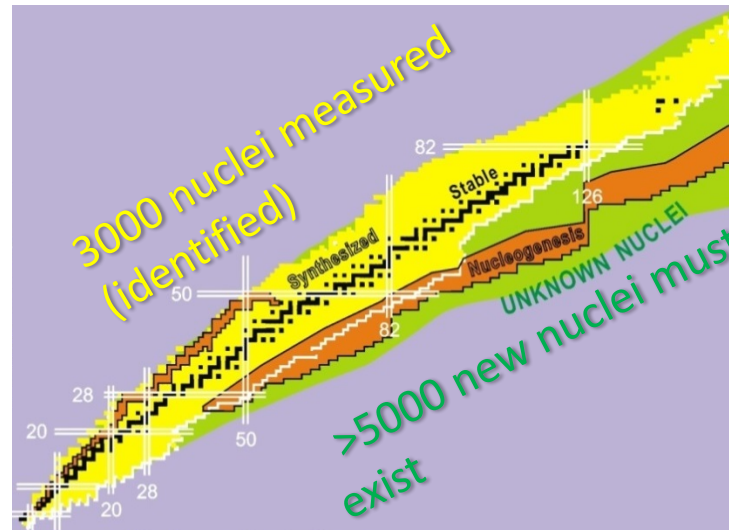 3000 nuclei measured
(identified)
82
Stable
126
Synthesized
Nucleogenesis
UNKNOWN NUCLEI
50
82
>5000 new nuclei must
exist
28
50
20
28
20